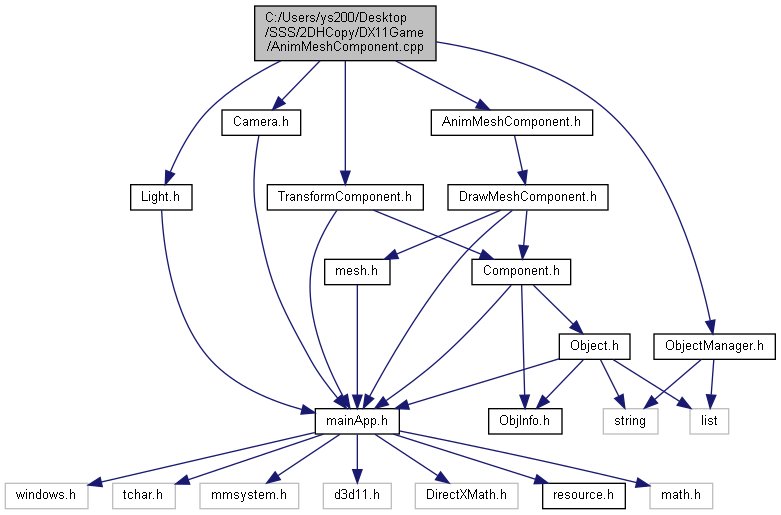 C:/Users/ys200/Desktop
/SSS/2DHCopy/DX11Game
/AnimMeshComponent.cpp
Camera.h
AnimMeshComponent.h
Light.h
TransformComponent.h
DrawMeshComponent.h
mesh.h
Component.h
Object.h
ObjectManager.h
mainApp.h
ObjInfo.h
string
list
windows.h
tchar.h
mmsystem.h
d3d11.h
DirectXMath.h
resource.h
math.h